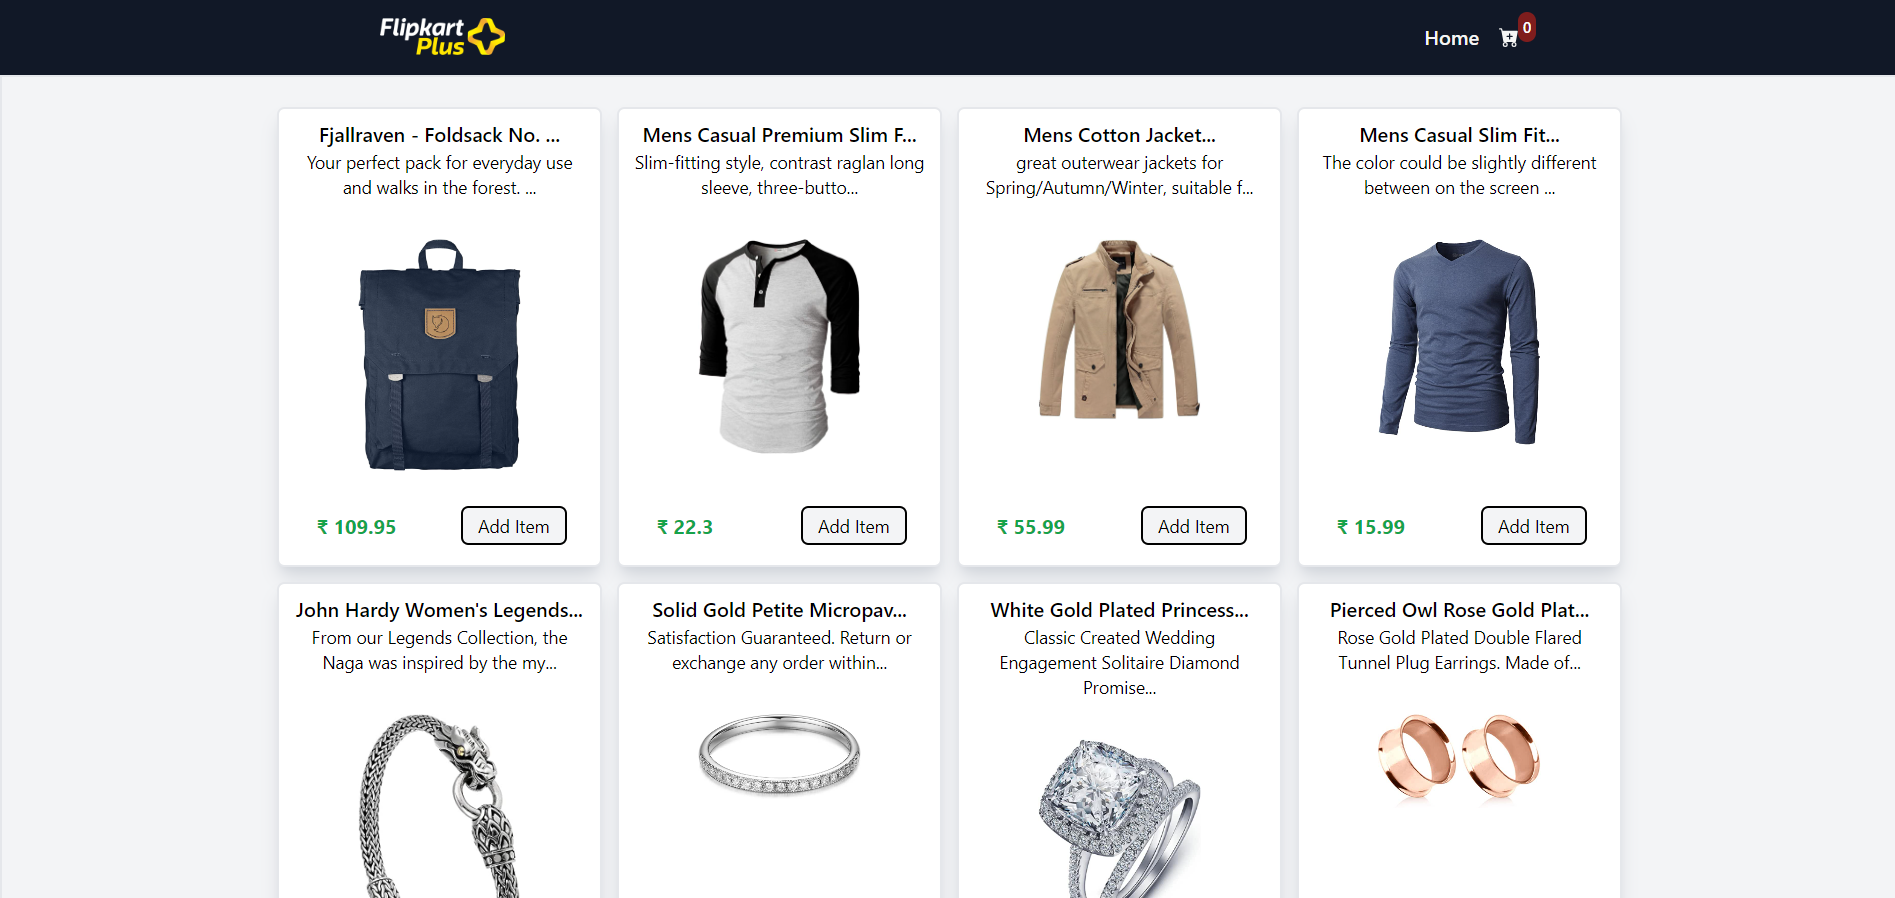 Flipkart
Plus
Home
0
Fjallraven - Foldsack No. ...
Your perfect pack for everyday use
and walks in the forest. ...
₹ 109.95
Add Item
Mens Casual Premium Slim F...
Slim-fitting style, contrast raglan long
sleeve, three-butto...
₹ 22.3
Add Item
Mens Cotton Jacket...
great outerwear jackets for
Spring/Autumn/Winter, suitable f...
₹ 55.99
Add Item
Mens Casual Slim Fit...
The color could be slightly different
between on the screen ...
₹ 15.99
Add Item
John Hardy Women's Legends...
From our Legends Collection, the
Naga was inspired by the my...
Solid Gold Petite Micropav...
Satisfaction Guaranteed. Return or
exchange any order within...
White Gold Plated Princess...
Classic Created Wedding
Engagement Solitaire Diamond
Promise...
Pierced Owl Rose Gold Plat...
Rose Gold Plated Double Flared
Tunnel Plug Earrings. Made of...